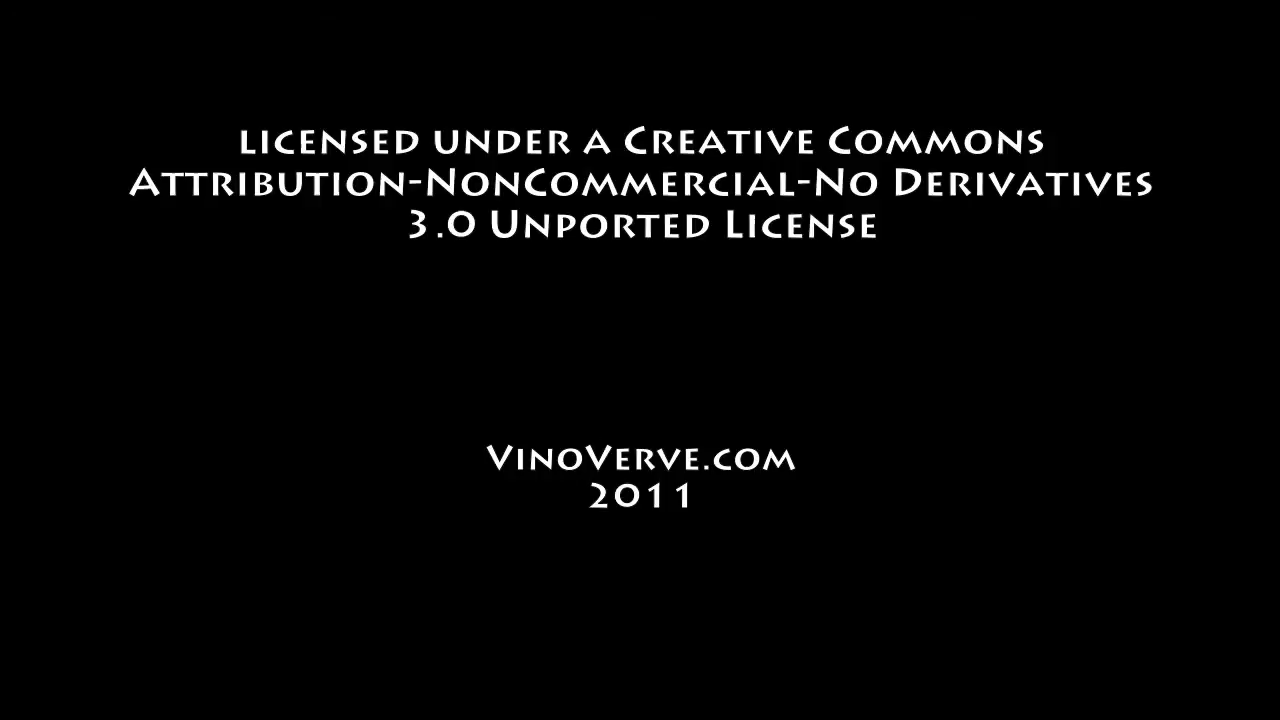 licensed under a Creative Commons
Attribution-NonCommercial-No Derivatives
3.0 Unported License
VinoVerve.com
2011